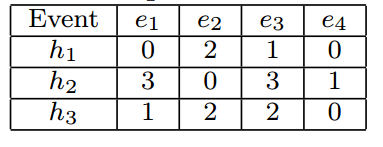 Event e₁ e₂ e₃ e₄
h₁ 0 2 1 0
h₂ 3 0 3 1
h₃ 1 2 2 0